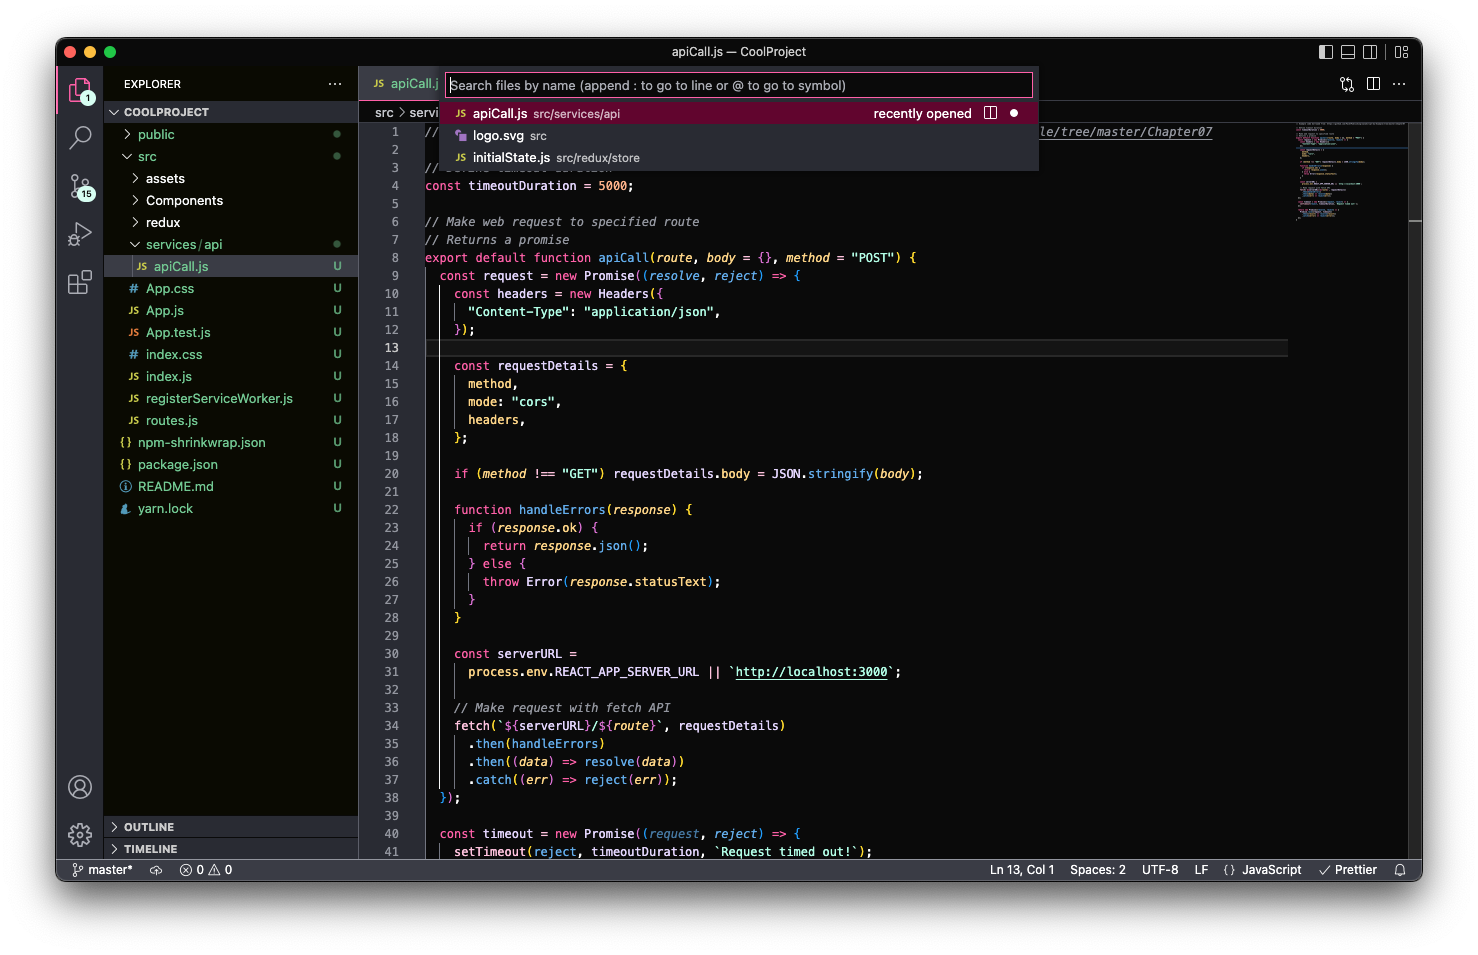 apiCall.js — CoolProject
EXPLORER
COOLPROJECT
public
src
assets
Components
redux
services/api
JS apiCall.js U
# App.css U
JS App.js U
JS App.test.js U
# index.css U
JS index.js U
JS registerServiceWorker.js U
JS routes.js U
{} npm-shrinkwrap.json U
{} package.json U
README.md U
yarn.lock U
OUTLINE
TIMELINE
1
15
JS apiCall.j
Search files by name (append : to go to line or @ to go to symbol)
JS apiCall.js src/services/api recently opened
logo.svg src
JS initialState.js src/redux/store
src > servi
1 // le/tree/master/Chapter07
2
3 //
4 const timeoutDuration = 5000;
5
6 // Make web request to specified route
7 // Returns a promise
8 export default function apiCall(route, body = {}, method = "POST") {
9 const request = new Promise((resolve, reject) => {
10 const headers = new Headers({
11 "Content-Type": "application/json",
12 });
13
14 const requestDetails = {
15 method,
16 mode: "cors",
17 headers,
18 };
19
20 if (method !== "GET") requestDetails.body = JSON.stringify(body);
21
22 function handleErrors(response) {
23 if (response.ok) {
24 return response.json();
25 } else {
26 throw Error(response.statusText);
27 }
28 }
29
30 const serverURL =
31 process.env.REACT_APP_SERVER_URL || `http://localhost:3000`;
32
33 // Make request with fetch API
34 fetch(`${serverURL}/${route}`, requestDetails)
35 .then(handleErrors)
36 .then((data) => resolve(data))
37 .catch((err) => reject(err));
38 });
39
40 const timeout = new Promise((request, reject) => {
41 setTimeout(reject, timeoutDuration, `Request timed out!`);
master* 0 0
Ln 13, Col 1 Spaces: 2 UTF-8 LF {} JavaScript Prettier